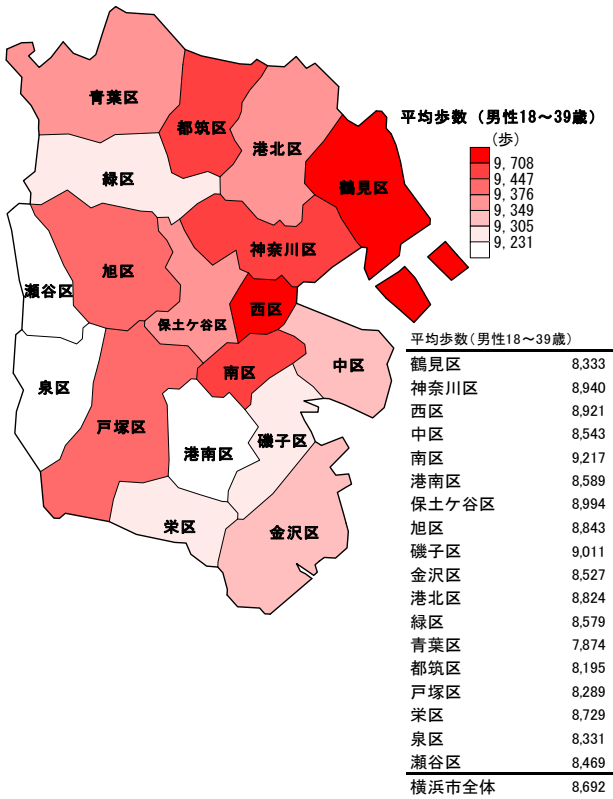 青葉区
都筑区
港北区
緑区
鶴見区
神奈川区
旭区
瀬谷区
保土ケ谷区
西区
泉区
戸塚区
南区
中区
港南区
磯子区
栄区
金沢区
平均歩数（男性18～39歳）
(歩)
9,708
9,447
9,376
9,349
9,305
9,231
平均歩数(男性18～39歳)
鶴見区 8,333
神奈川区 8,940
西区 8,921
中区 8,543
南区 9,217
港南区 8,589
保土ケ谷区 8,994
旭区 8,843
磯子区 9,011
金沢区 8,527
港北区 8,824
緑区 8,579
青葉区 7,874
都筑区 8,195
戸塚区 8,289
栄区 8,729
泉区 8,331
瀬谷区 8,469
横浜市全体 8,692